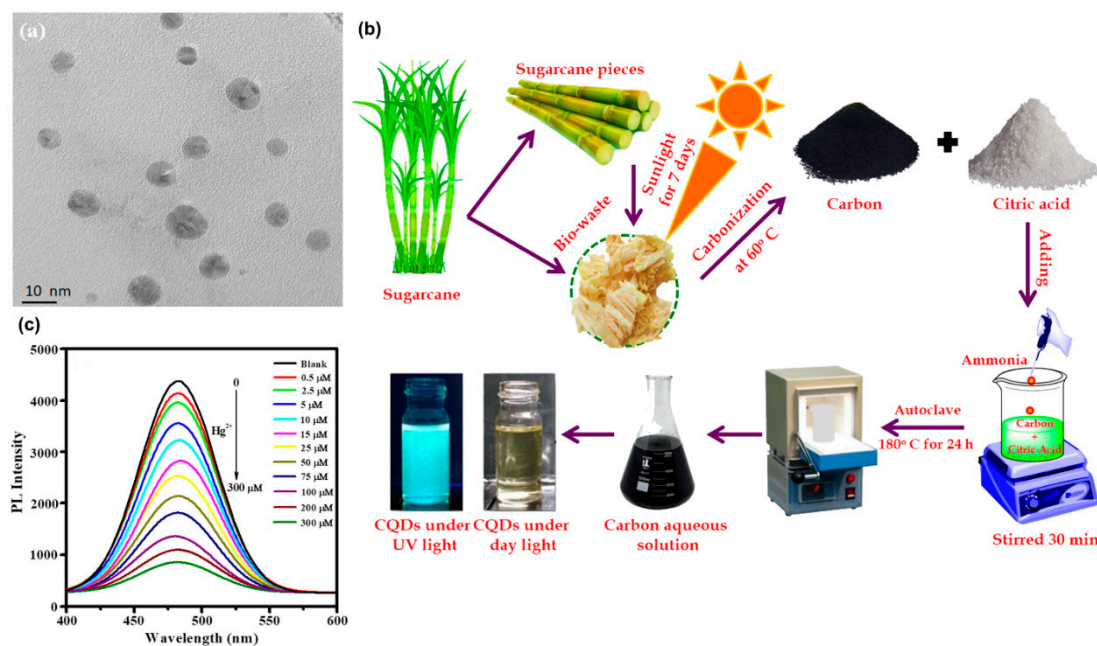 (a)
10 nm
(b)
Sugarcane pieces
Sunlight
for 7 days
Bio-waste
Sugarcane
Carbonization
at 60° C
Carbon
Citric acid
Adding
Ammonia
Carbon
+
Citric Acid
Stirred 30 min
Autoclave
180° C for 24 h
Carbon aqueous
solution
CQDs under
day light
CQDs under
UV light
(c)
PL Intensity
5000
4000
3000
2000
1000
0
400
450
500
550
600
Wavelength (nm)
0
Hg²⁺
300 µM
Blank
0.5 µM
2.5 µM
5 µM
10 µM
15 µM
25 µM
50 µM
75 µM
100 µM
200 µM
300 µM